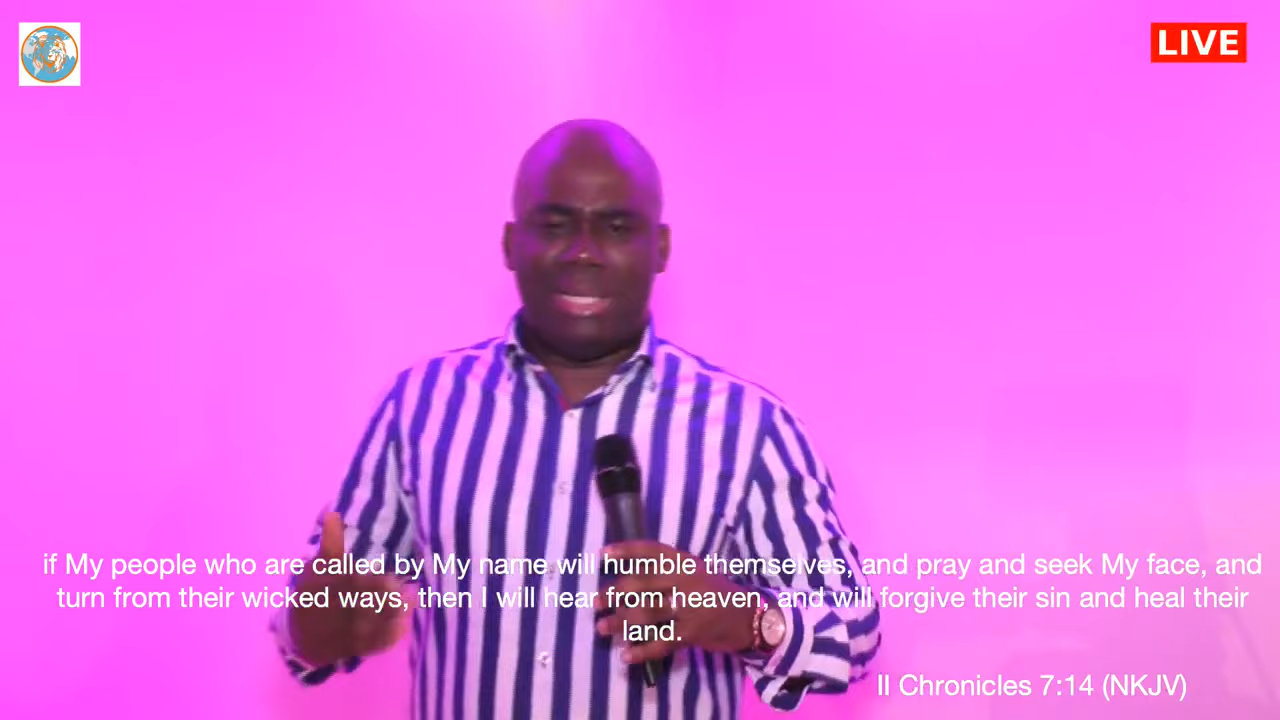 LIVE
if My people who are called by My name will humble themselves, and pray and seek My face, and
turn from their wicked ways, then I will hear from heaven, and will forgive their sin and heal their
land.
II Chronicles 7:14 (NKJV)